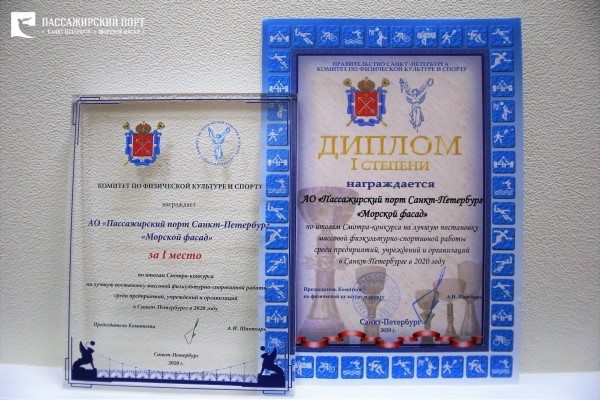 ПАССАЖИРСКИЙ ПОРТ
САНКТ-ПЕТЕРБУРГ МОРСКОЙ ФАСАД
КОМИТЕТ ПО ФИЗИЧЕСКОЙ КУЛЬТУРЕ И СПОРТУ
награждает
АО «Пассажирский порт Санкт-Петербург
«Морской фасад»
за I место
по итогам Смотра-конкурса
на лучшую постановку массовой физкультурно-спортивной работы
среди предприятий, учреждений и организаций
в Санкт-Петербурге в 2020 году
Председатель Комитета
А.И.
Санкт-Петербург
2020 г.
ПРАВИТЕЛЬСТВО САНКТ-ПЕТЕРБУРГА
КОМИТЕТ ПО ФИЗИЧЕСКОЙ КУЛЬТУРЕ И СПОРТУ
ДИПЛОМ
I СТЕПЕНИ
награждается
АО «Пассажирский порт Санкт-Петербург
«Морской фасад»
по итогам Смотра-конкурса на лучшую постановку
массовой физкультурно-спортивной работы
среди предприятий, учреждений и организаций
в Санкт-Петербурге в 2020 году
Председатель Комитета
по физической культуре и спорту
А.И.
Санкт-Петербург
2020 г.